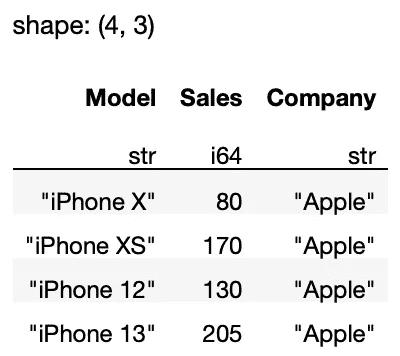 shape: (4, 3)
Model Sales Company
str i64 str
"iPhone X" 80 "Apple"
"iPhone XS" 170 "Apple"
"iPhone 12" 130 "Apple"
"iPhone 13" 205 "Apple"